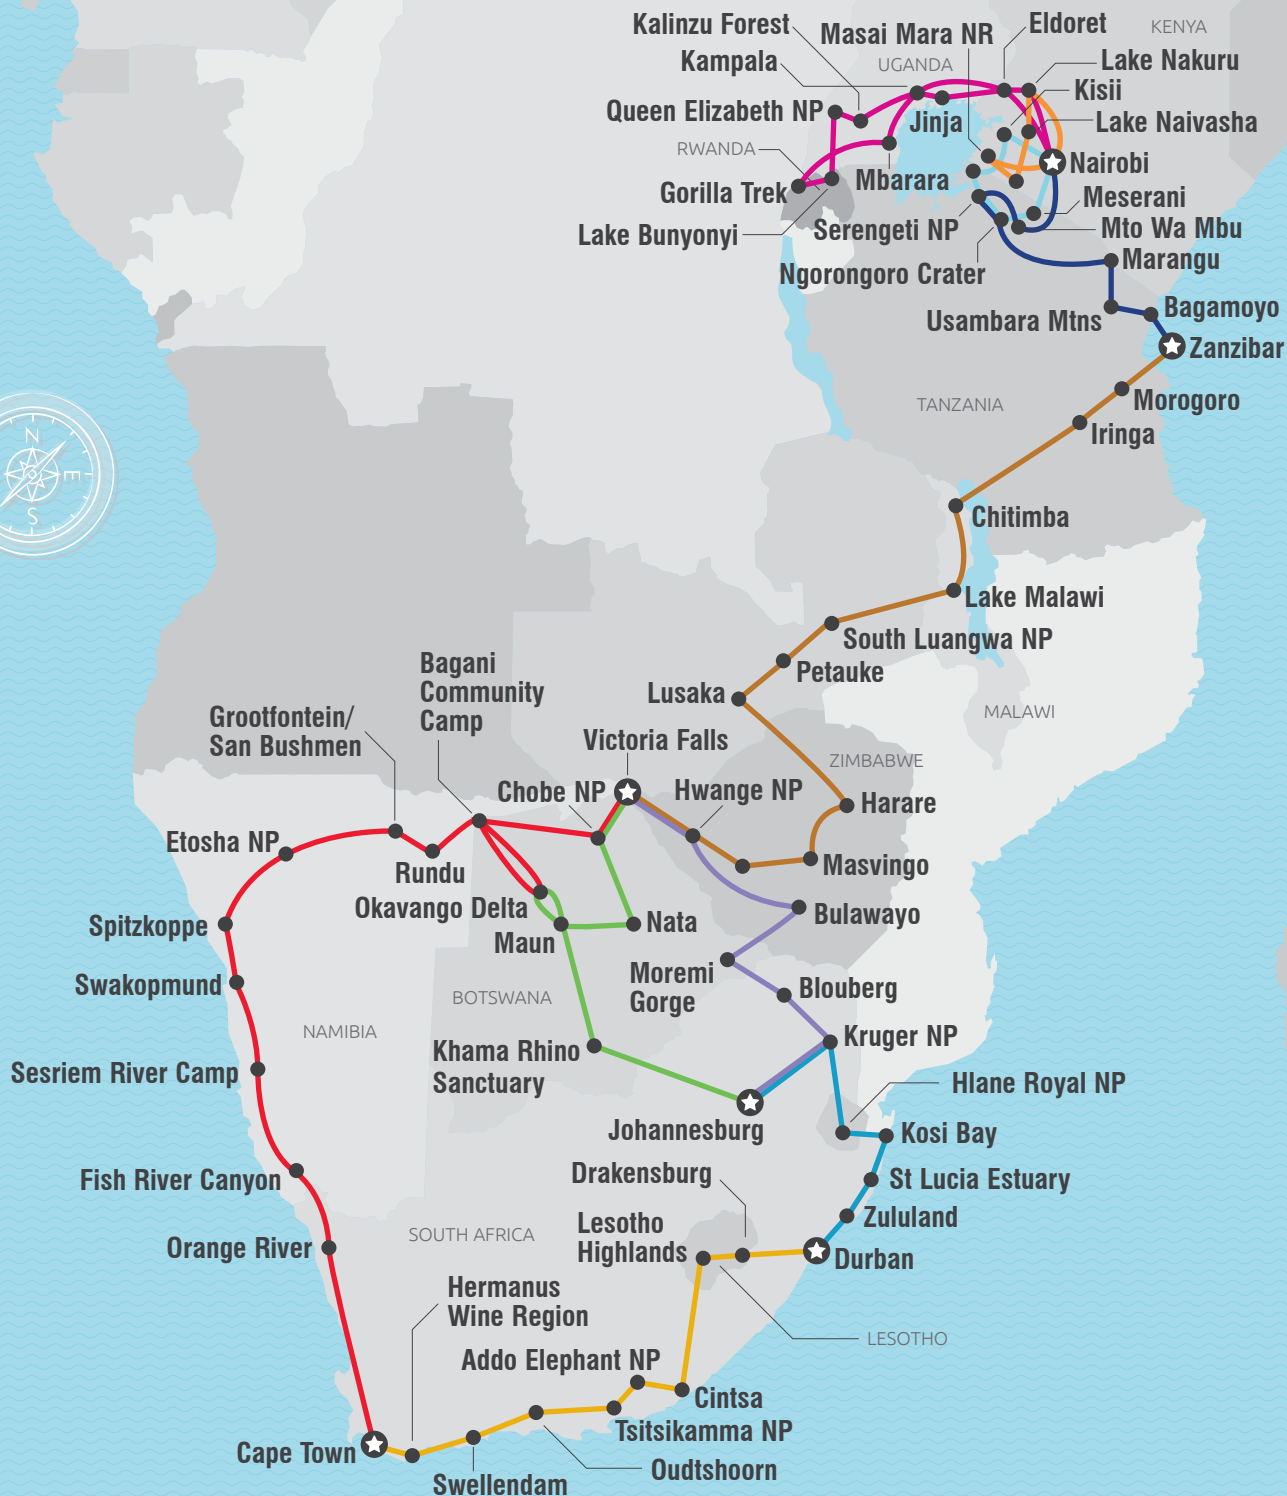 Kalinzu Forest
Masai Mara NR
Eldoret
KENYA
Kampala
UGANDA
Lake Nakuru
Kisii
Queen Elizabeth NP
Jinja
Lake Naivasha
RWANDA
Nairobi
Gorilla Trek
Mbarara
Meserani
Lake Bunyonyi
Serengeti NP
Mto Wa Mbu
Ngorongoro Crater
Marangu
Usambara Mtns
Bagamoyo
Zanzibar
TANZANIA
Morogoro
Iringa
N
E
S
Chitimba
Lake Malawi
South Luangwa NP
Petauke
Bagani
Community
Camp
Lusaka
MALAWI
Grootfontein/
San Bushmen
Victoria Falls
ZIMBABWE
Chobe NP
Hwange NP
Harare
Etosha NP
Rundu
Masvingo
Okavango Delta
Spitzkoppe
Maun
Nata
Bulawayo
Swakopmund
Moremi
Gorge
Blouberg
BOTSWANA
NAMIBIA
Kruger NP
Khama Rhino
Sanctuary
Sesriem River Camp
Hlane Royal NP
Johannesburg
Kosi Bay
Drakensburg
Fish River Canyon
St Lucia Estuary
Zululand
Lesotho
Highlands
SOUTH AFRICA
Orange River
Durban
Hermanus
Wine Region
LESOTHO
Addo Elephant NP
Cintsa
Tsitsikamma NP
Cape Town
Oudtshoorn
Swellendam